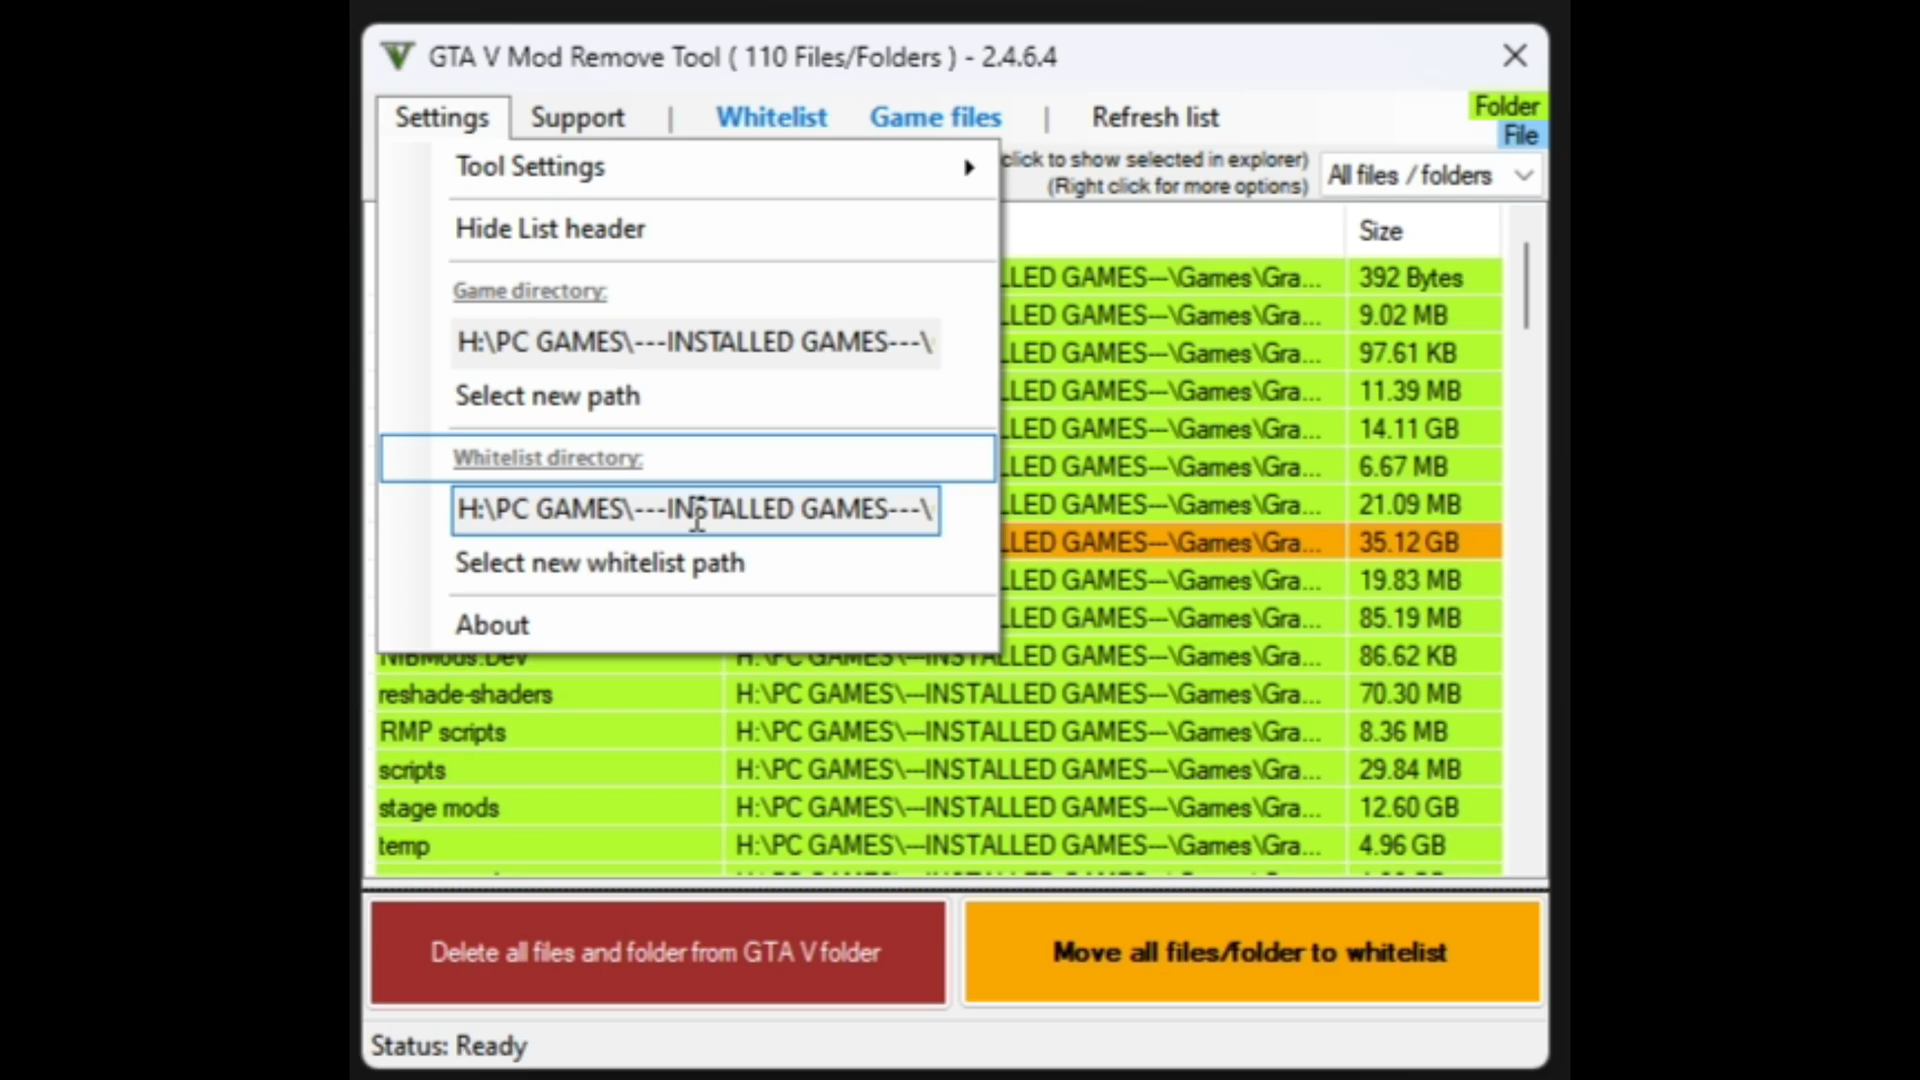 GTA V Mod Remove Tool ( 110 Files/Folders ) - 2.4.6.4
Settings Support | Whitelist Game files | Refresh list
Folder
File
Tool Settings
click to show selected in explorer)
(Right click for more options)
All files / folders
Hide List header
Size
Game directory:
LLED GAMES---\Games\Gra... 392 Bytes
LLED GAMES---\Games\Gra... 9.02 MB
H:\PC GAMES\---INSTALLED GAMES---\
LLED GAMES---\Games\Gra... 97.61 KB
Select new path
LLED GAMES---\Games\Gra... 11.39 MB
LLED GAMES---\Games\Gra... 14.11 GB
Whitelist directory:
LLED GAMES---\Games\Gra... 6.67 MB
H:\PC GAMES\---INSTALLED GAMES---\
LLED GAMES---\Games\Gra... 21.09 MB
LLED GAMES---\Games\Gra... 35.12 GB
Select new whitelist path
LLED GAMES---\Games\Gra... 19.83 MB
About
LLED GAMES---\Games\Gra... 85.19 MB
NIBMods.Dev H:\PC GAMES\---INSTALLED GAMES---\Games\Gra... 86.62 KB
reshade-shaders H:\PC GAMES\---INSTALLED GAMES---\Games\Gra... 70.30 MB
RMP scripts H:\PC GAMES\---INSTALLED GAMES---\Games\Gra... 8.36 MB
scripts H:\PC GAMES\---INSTALLED GAMES---\Games\Gra... 29.84 MB
stage mods H:\PC GAMES\---INSTALLED GAMES---\Games\Gra... 12.60 GB
temp H:\PC GAMES\---INSTALLED GAMES---\Games\Gra... 4.96 GB
Delete all files and folder from GTA V folder
Move all files/folder to whitelist
Status: Ready